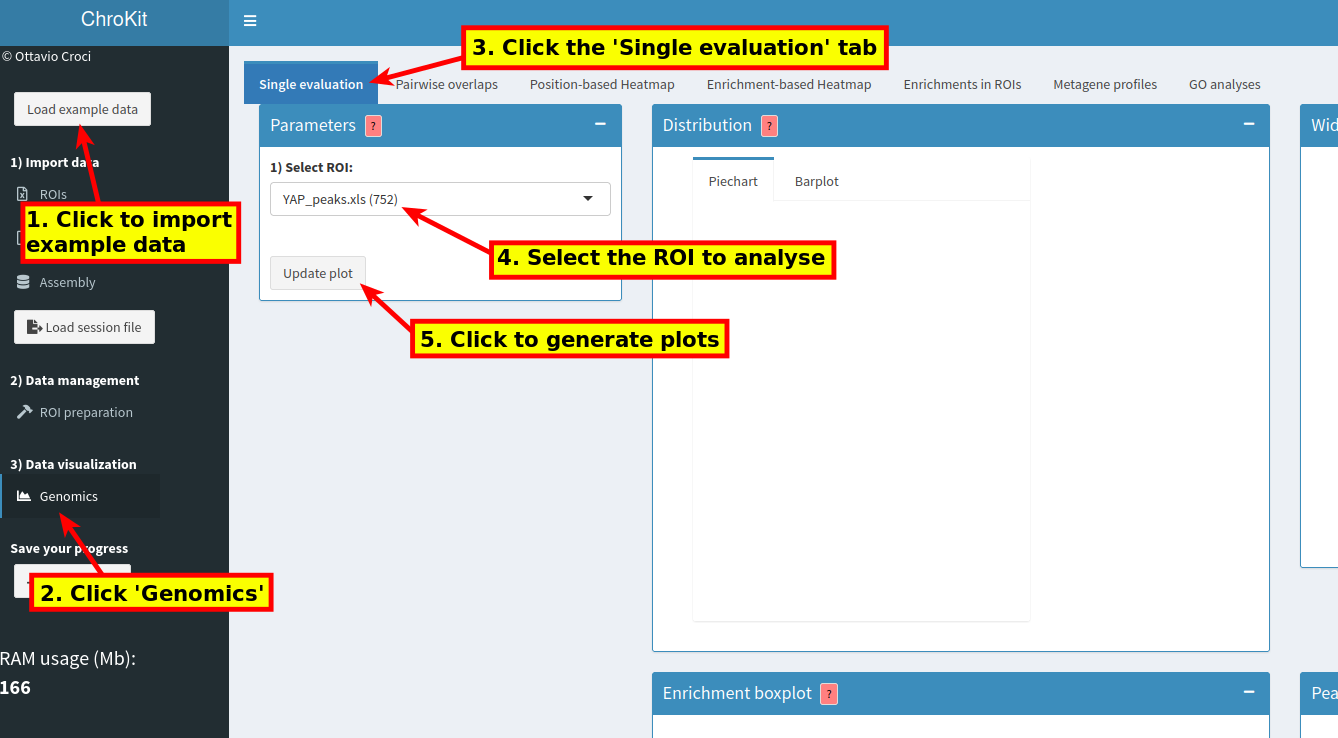 ChroKit
© Ottavio Croci
3. Click the 'Single evaluation' tab
Single evaluation
Pairwise overlaps
Position-based Heatmap
Enrichment-based Heatmap
Enrichments in ROIs
Metagene profiles
GO analyses
Load example data
Parameters ?
Distribution ?
Wid
1) Import data
1) Select ROI:
ROIs
YAP_peaks.xls (752)
Piechart
Barplot
1. Click to import
example data
4. Select the ROI to analyse
Assembly
Update plot
Load session file
5. Click to generate plots
2) Data management
ROI preparation
3) Data visualization
Genomics
Save your progress
2. Click 'Genomics'
RAM usage (Mb):
166
Enrichment boxplot ?
Pea